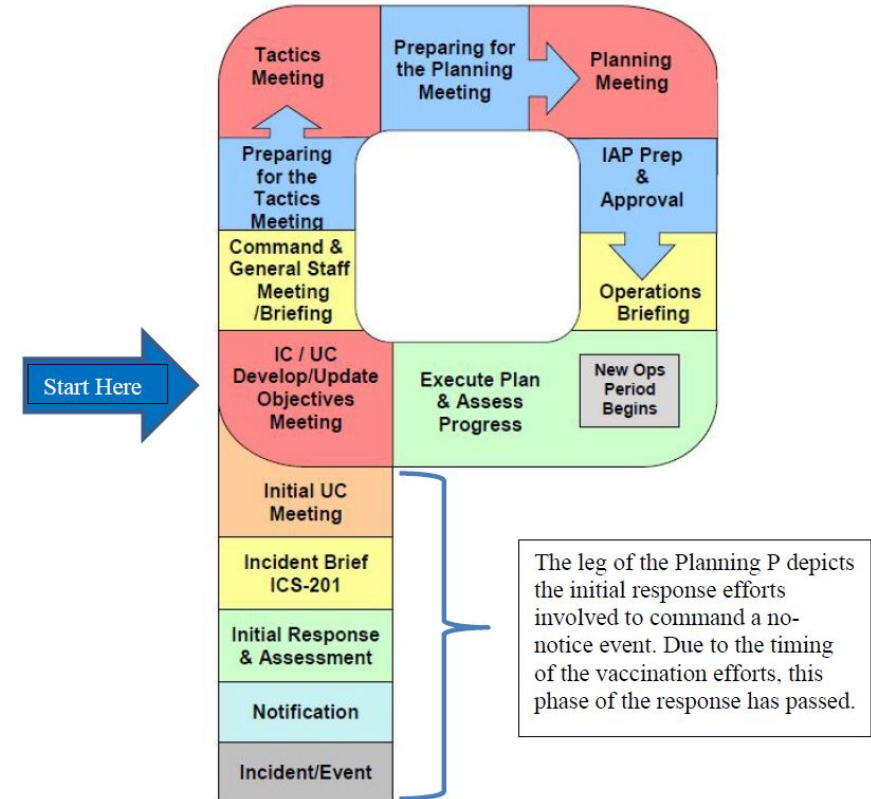 Tactics
Meeting
Preparing for
the Planning
Meeting
Planning
Meeting
Preparing
for the
Tactics
Meeting
IAP Prep
&
Approval
Command &
General Staff
Meeting
/Briefing
Operations
Briefing
Start Here
IC / UC
Develop/Update
Objectives
Meeting
Execute Plan
& Assess
Progress
New Ops
Period
Begins
Initial UC
Meeting
Incident Brief
ICS-201
Initial Response
& Assessment
Notification
Incident/Event
The leg of the Planning P depicts
the initial response efforts
involved to command a no-
notice event. Due to the timing
of the vaccination efforts, this
phase of the response has passed.